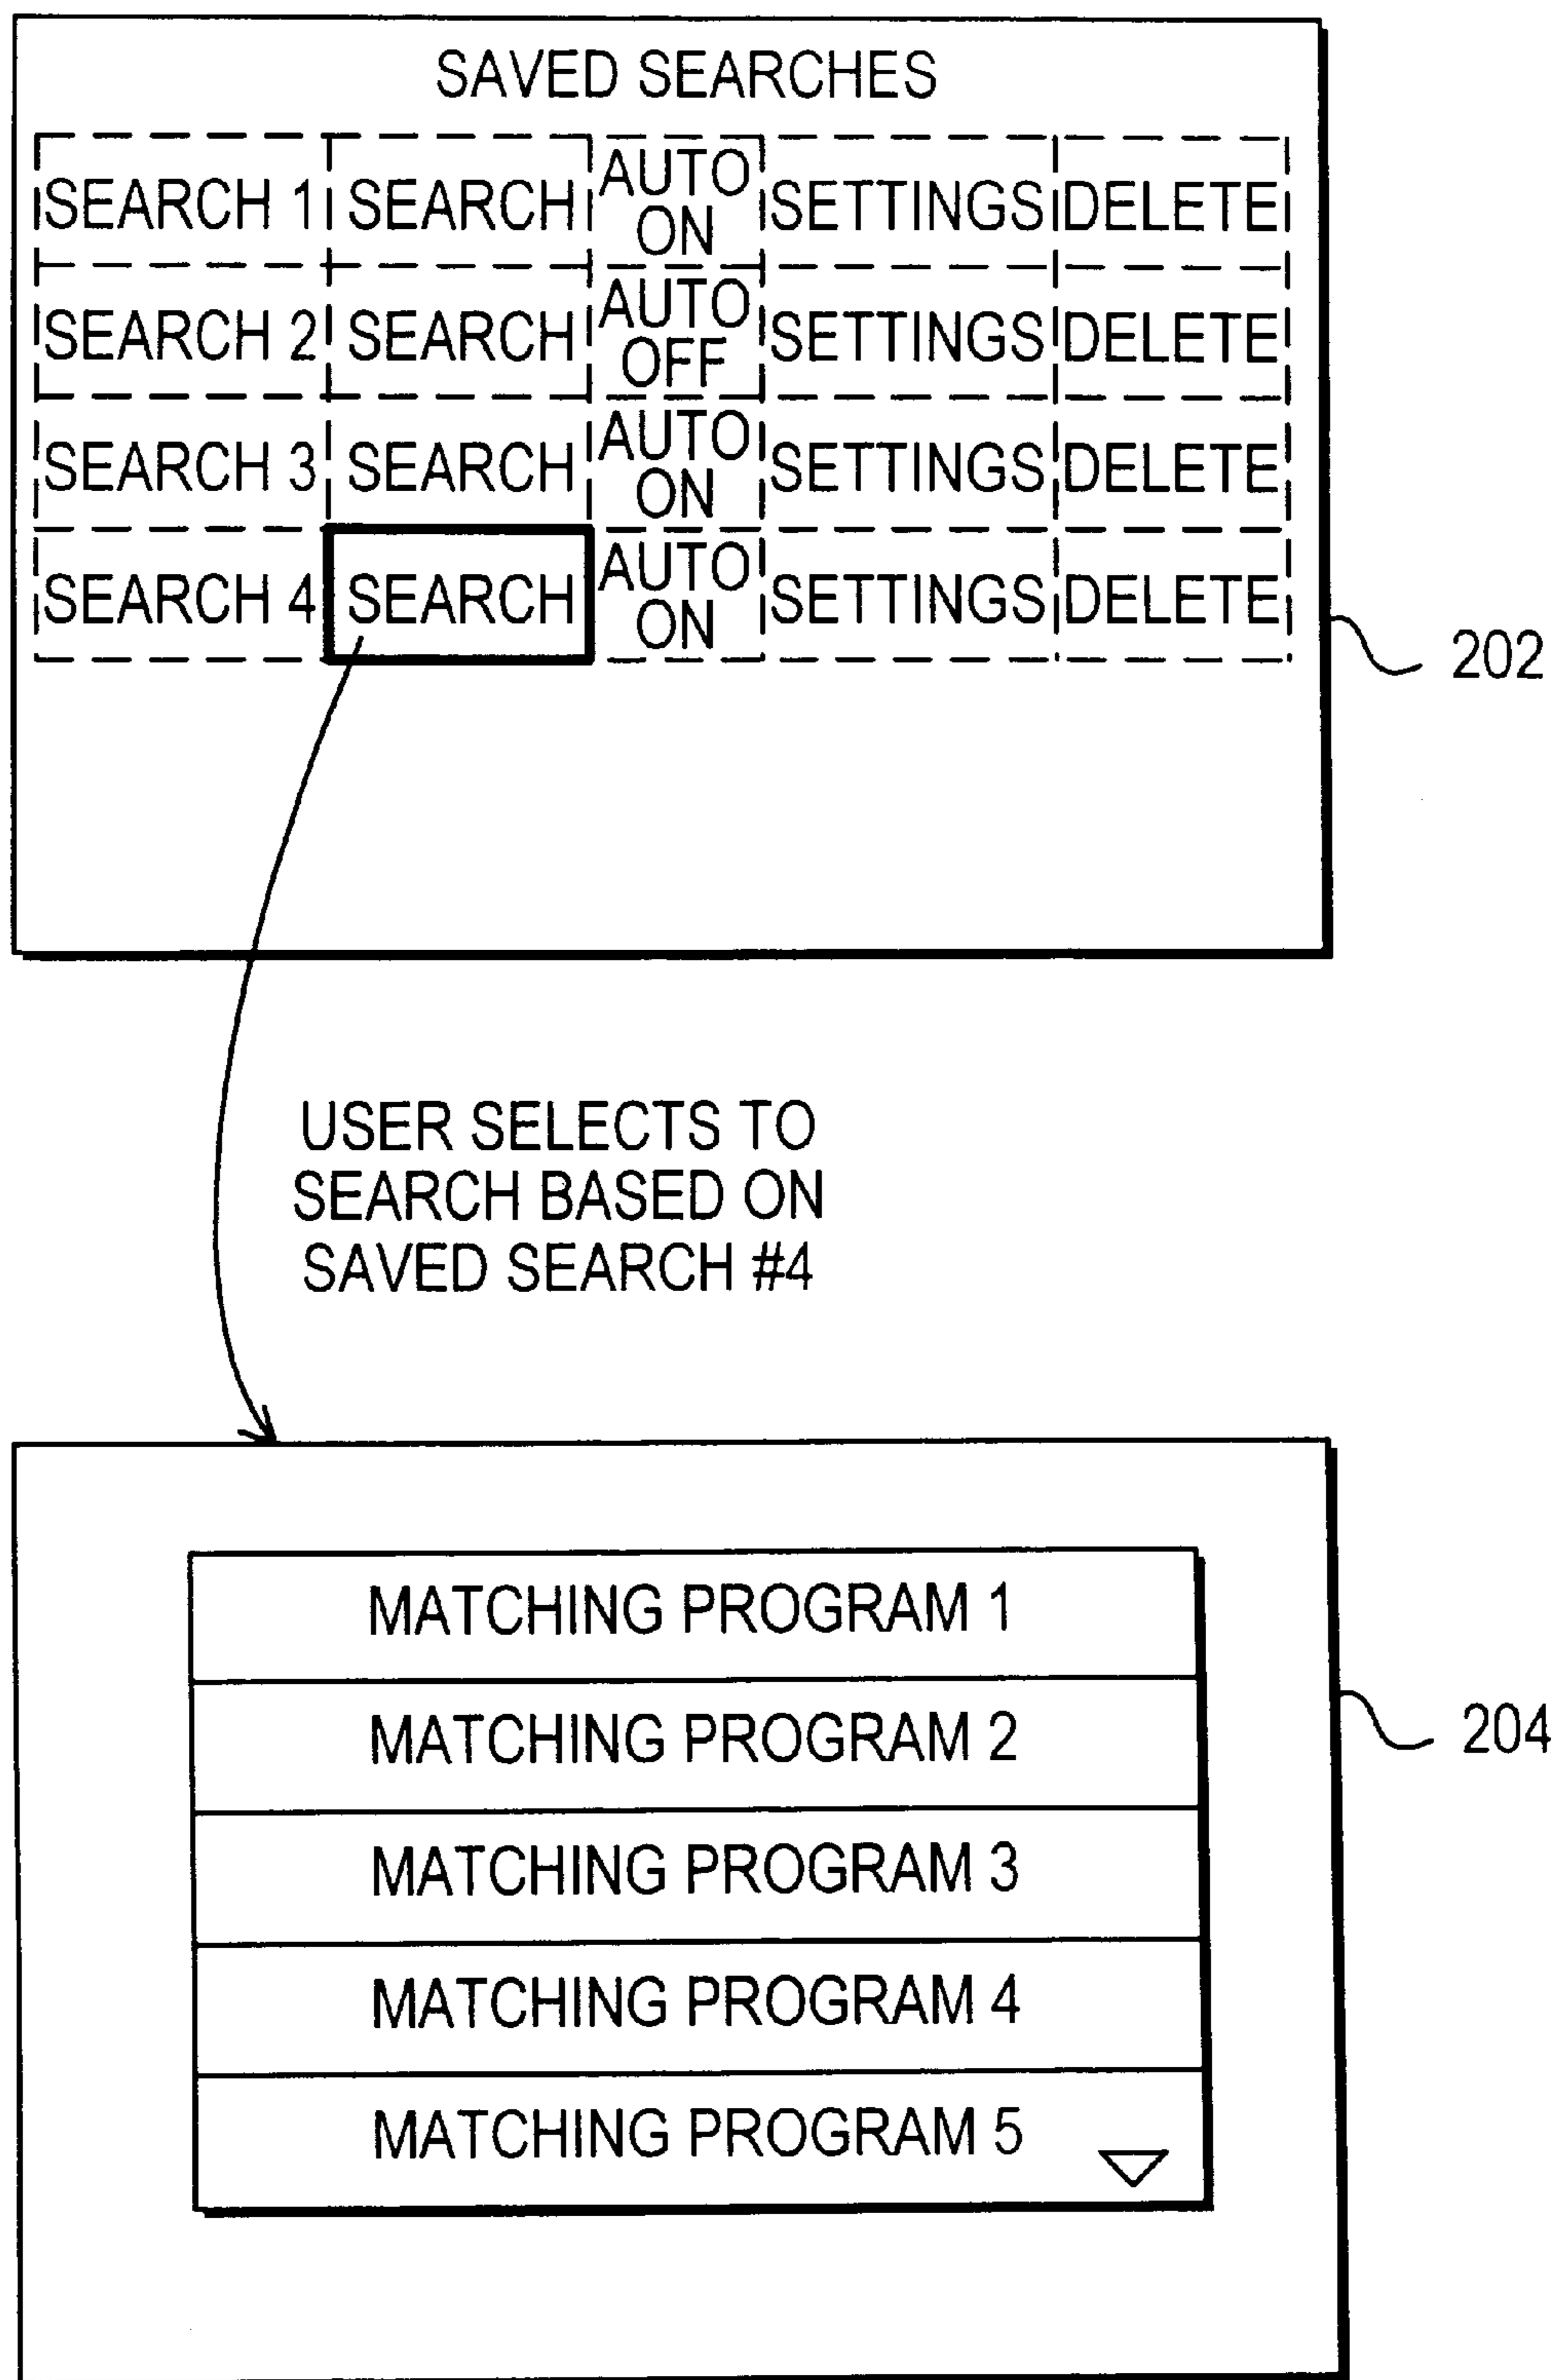 SAVED SEARCHES
SEARCH 1 SEARCH AUTO ON SETTINGS DELETE
SEARCH 2 SEARCH AUTO OFF SETTINGS DELETE
SEARCH 3 SEARCH AUTO ON SETTINGS DELETE
SEARCH 4 SEARCH AUTO ON SETTINGS DELETE
202
USER SELECTS TO
SEARCH BASED ON
SAVED SEARCH #4
MATCHING PROGRAM 1
MATCHING PROGRAM 2
204
MATCHING PROGRAM 3
MATCHING PROGRAM 4
MATCHING PROGRAM 5